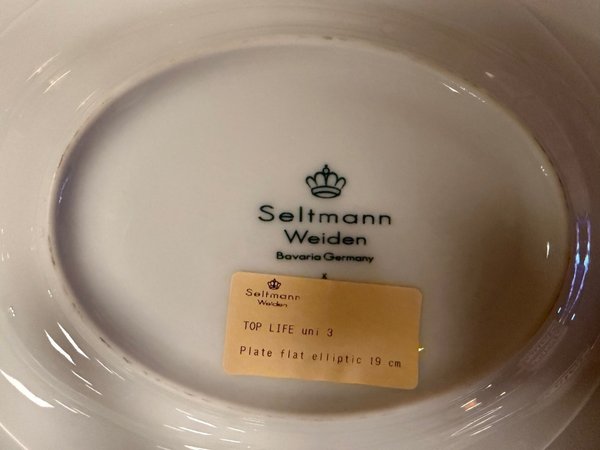 Seltmann
Weiden
Bavaria Germany
K
Seltmann
Weiden
TOP LIFE uni 3
Plate flat elliptic 19 cm